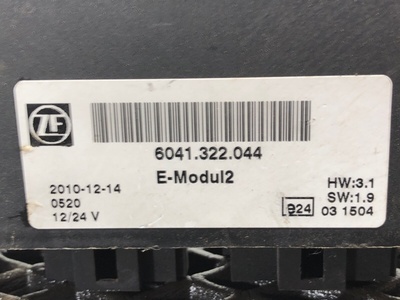 ZF
6041.322.044
E-Modul2
2010-12-14
0520
12/24 V
HW:3.1
SW:1.9
924 03 1504